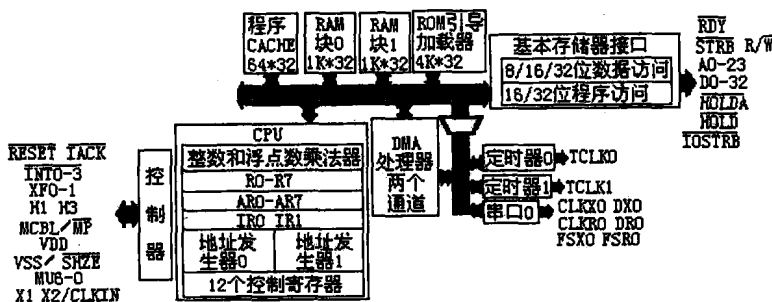 程序
CACHE
64*32
RAM
块0
1K*32
RAM
块1
1K*32
ROM引导
加载器
4K*32
基本存储器接口
8/16/32位数据访问
16/32位程序访问
RDY
STRB R/W
A0-23
D0-32
HOLDA
HOLD
IOSTRB
CPU
整数和浮点数乘法器
R0-R7
AR0-AR7
IR0 IR1
地址发
生器0
地址发
生器1
12个控制寄存器
DMA
处理器
两个
通道
定时器0
TCLK0
定时器1
TCLK1
串口0
CLKX0 DX0
CLKR0 DR0
FSX0 FSR0
控
制
器
RESET IACK
INT0-3
XF0-1
H1 H3
MCBL/MP
VDD
VSS/ SHZE
MU6-0
X1 X2/CLKIN